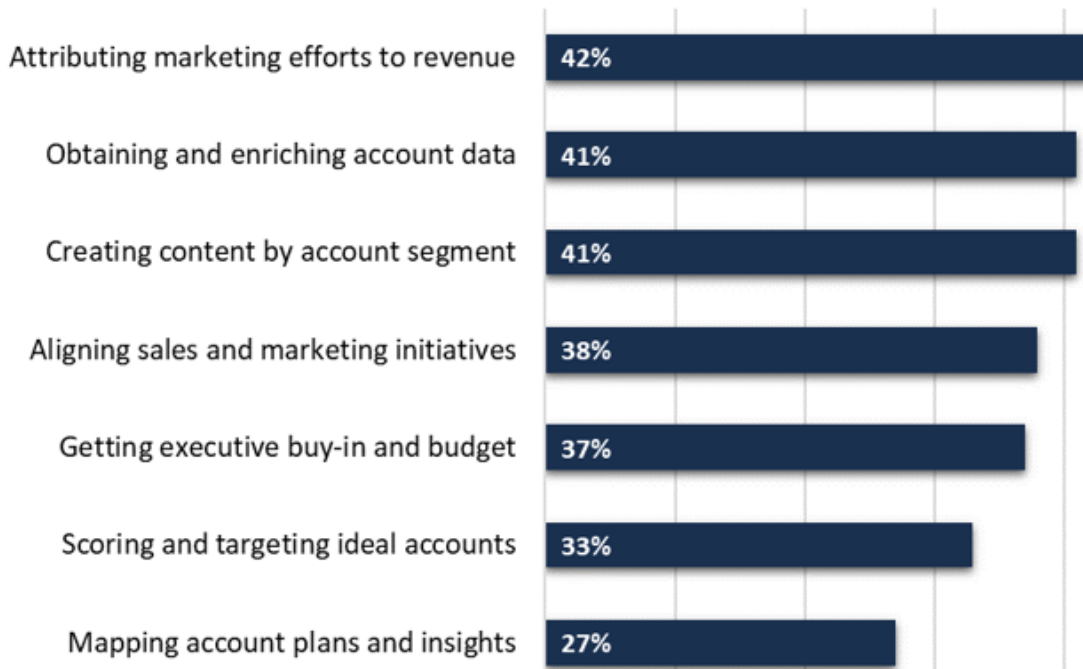 Attributing marketing efforts to revenue 42%
Obtaining and enriching account data 41%
Creating content by account segment 41%
Aligning sales and marketing initiatives 38%
Getting executive buy-in and budget 37%
Scoring and targeting ideal accounts 33%
Mapping account plans and insights 27%